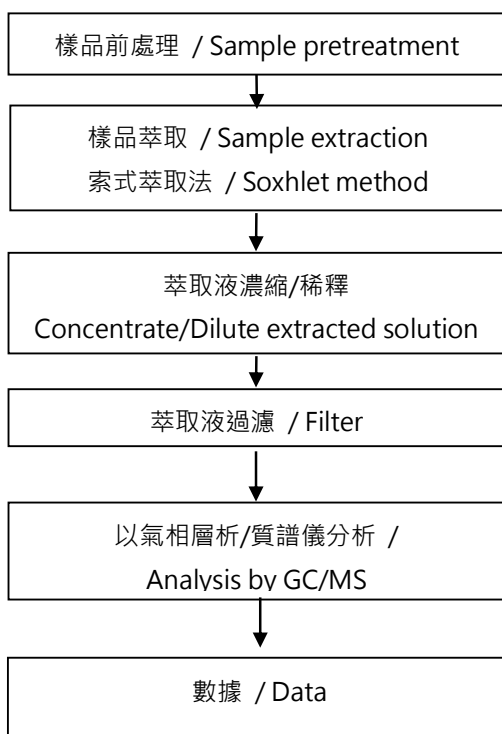 樣品前處理 / Sample pretreatment
樣品萃取 / Sample extraction
索式萃取法 / Soxhlet method
萃取液濃縮/稀釋
Concentrate/Dilute extracted solution
萃取液過濾 / Filter
以氣相層析/質譜儀分析 /
Analysis by GC/MS
數據 / Data